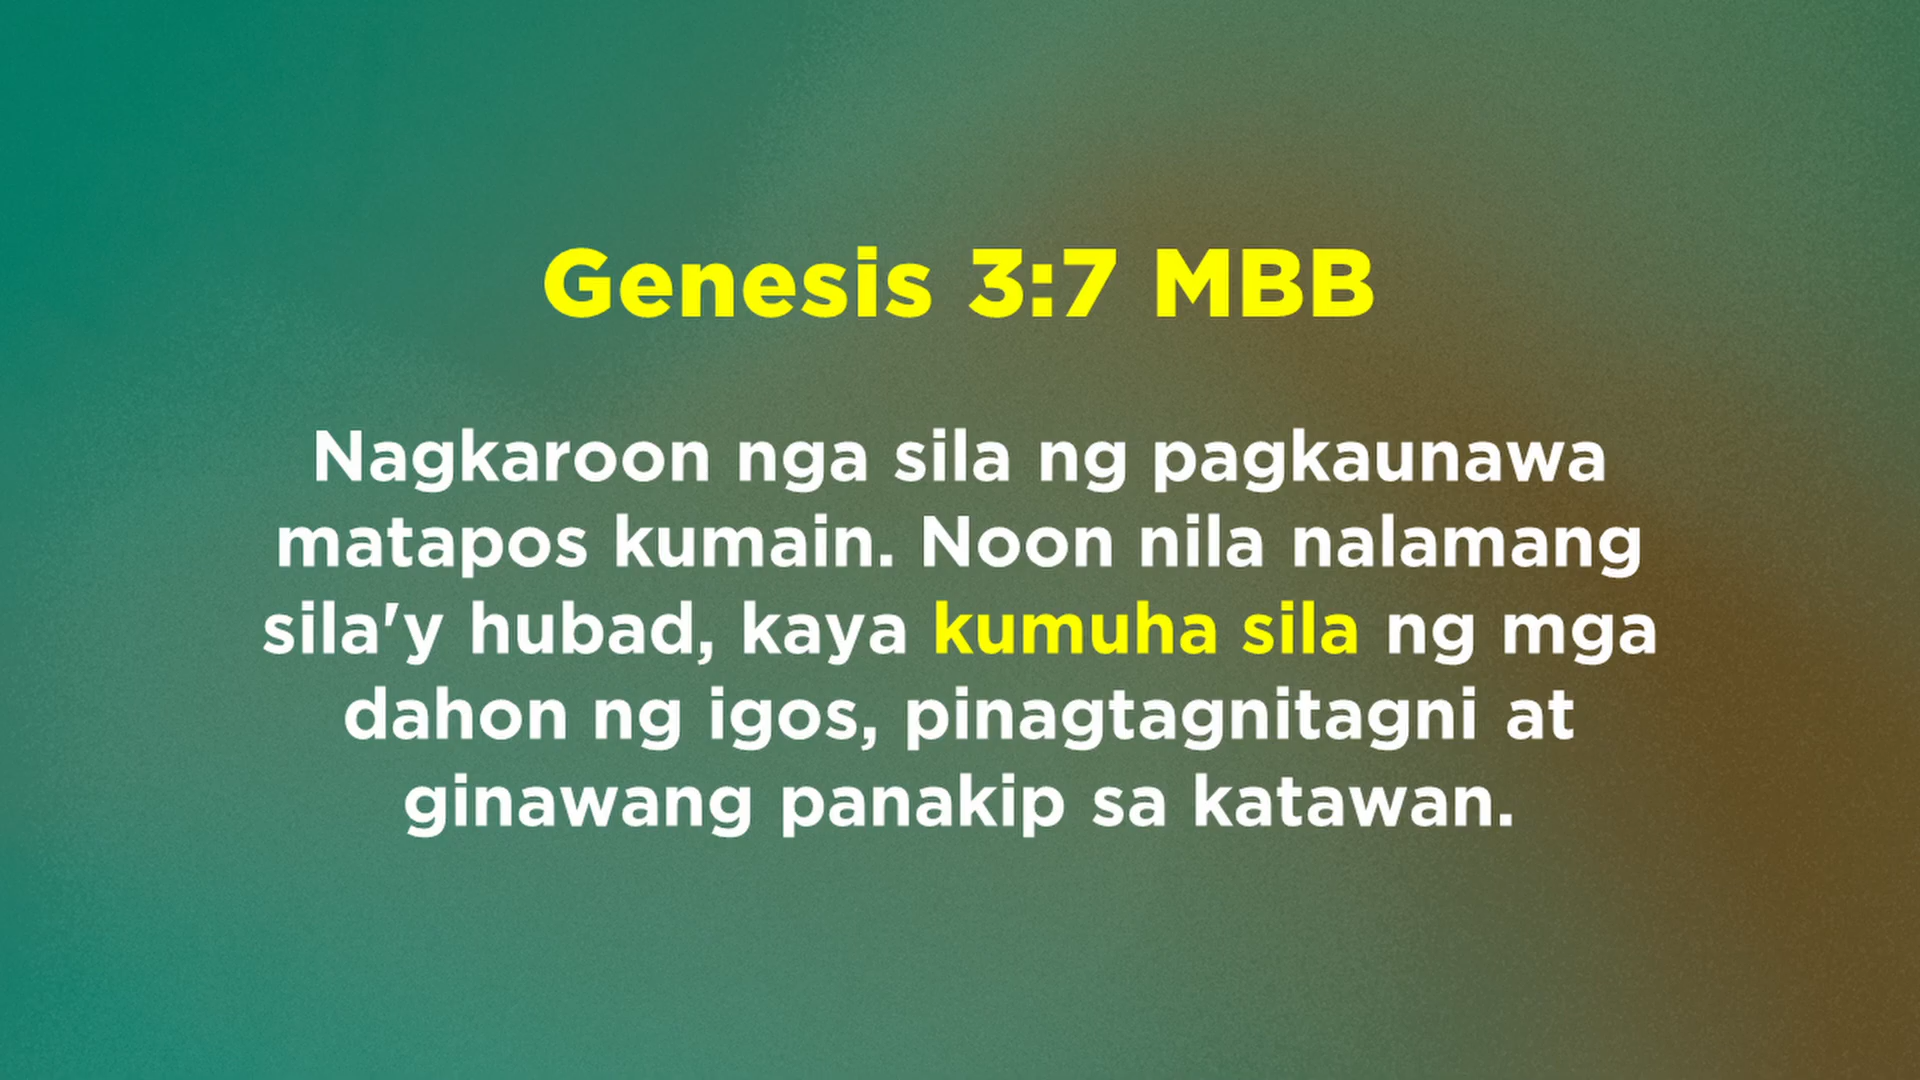 Genesis 3:7 MBB
Nagkaroon nga sila ng pagkaunawa
matapos kumain. Noon nila nalamang
sila'y hubad, kaya kumuha sila ng mga
dahon ng igos, pinagtagnitagni at
ginawang panakip sa katawan.